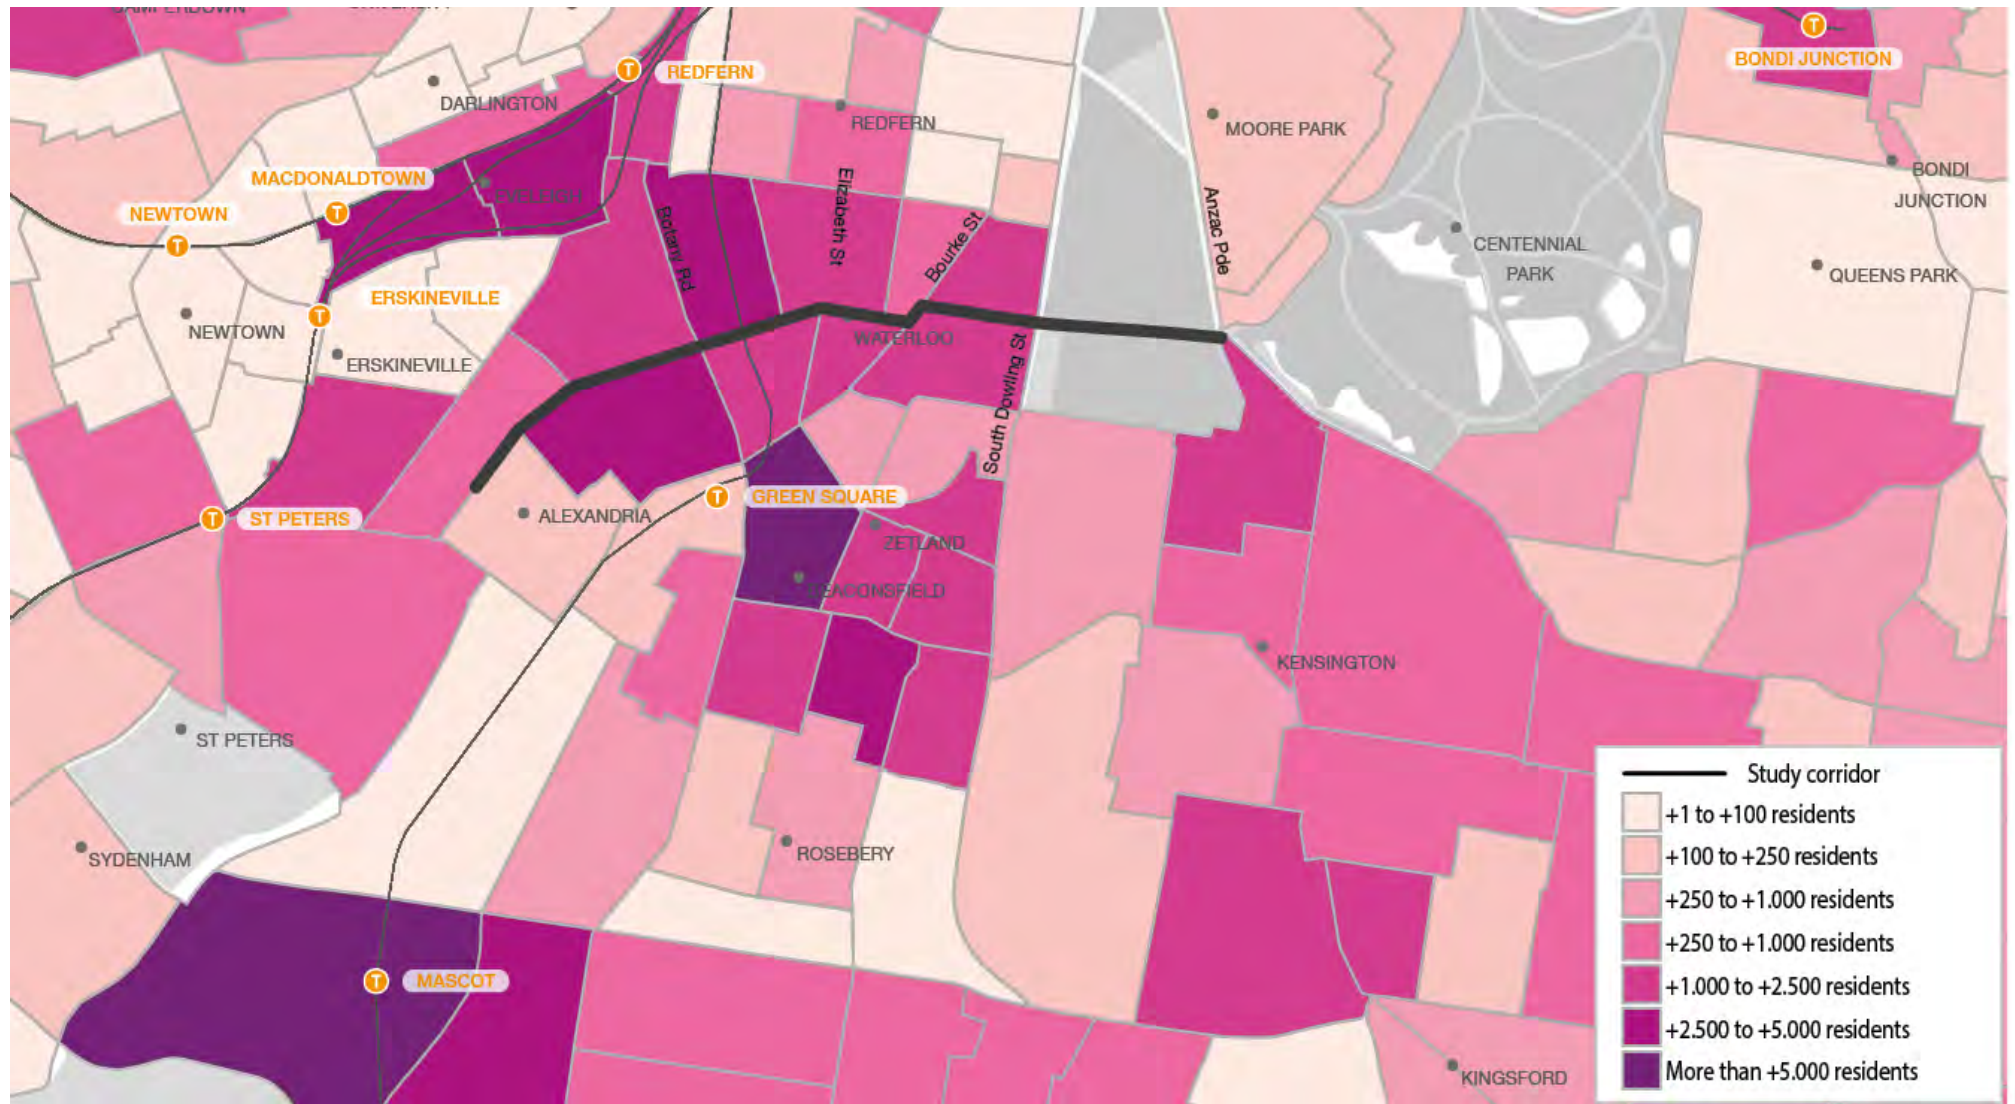 CAMPERDOWN
REDFERN
BONDI JUNCTION
DARLINGTON
REDFERN
MOORE PARK
BONDI
JUNCTION
MACDONALDTOWN
EVELEIGH
NEWTOWN
Elizabeth St
Botany Rd
Bourke St
Anzac Pde
CENTENNIAL
PARK
QUEENS PARK
ERSKINEVILLE
NEWTOWN
ERSKINEVILLE
WATERLOO
South Dowling St
GREEN SQUARE
ALEXANDRIA
ST PETERS
ZETLAND
BEACONSFIELD
KENSINGTON
ST PETERS
ROSEBERY
SYDENHAM
MASCOT
KINGSFORD
Study corridor
+1 to +100 residents
+100 to +250 residents
+250 to +1.000 residents
+250 to +1.000 residents
+1.000 to +2.500 residents
+2.500 to +5.000 residents
More than +5.000 residents
T
T
T
T
T
T
T
T